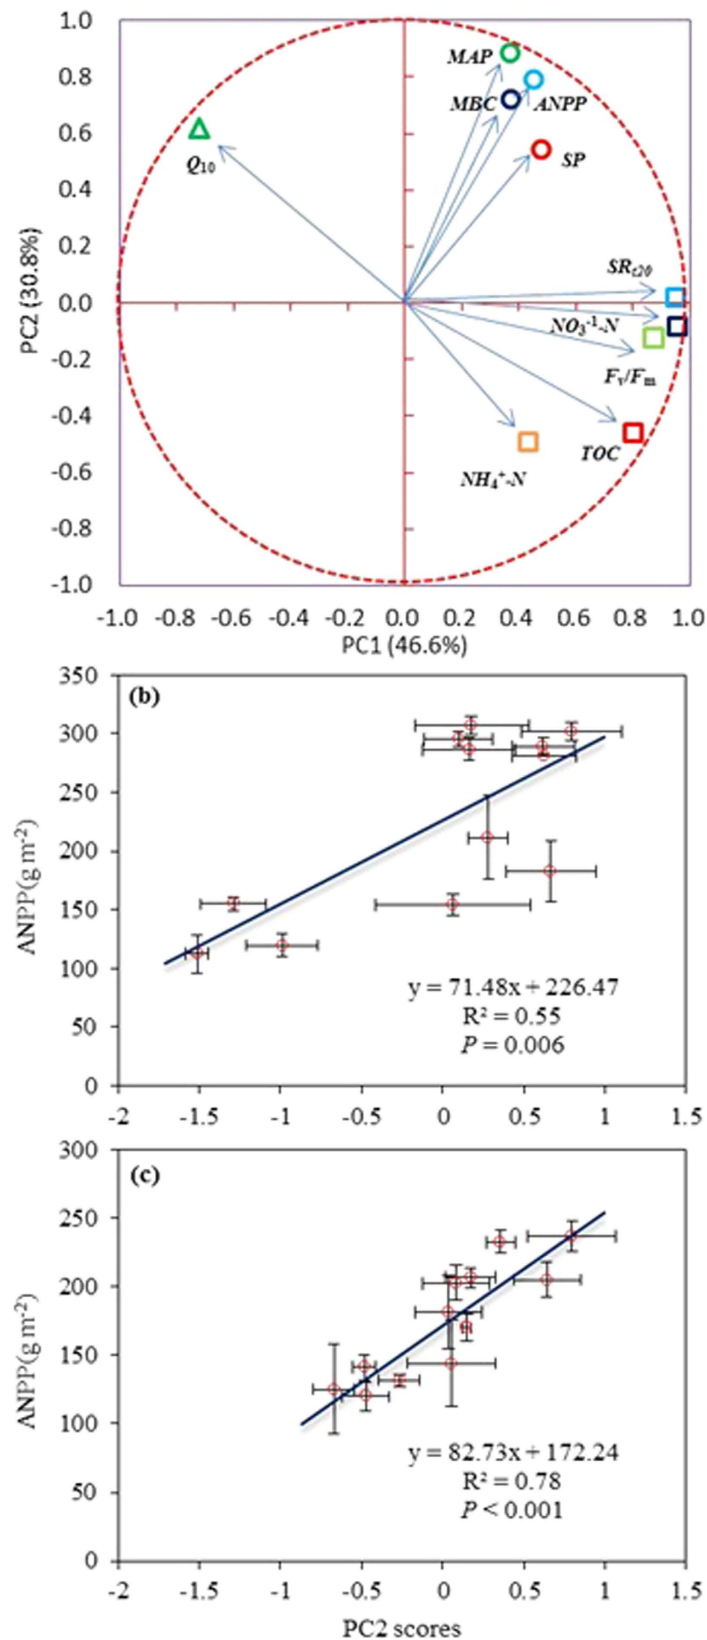 1.0
0.8
0.6
0.4
0.2
0.0
-0.2
-0.4
-0.6
-0.8
-1.0
PC2 (30.8%)
MAP
MBC
ANPP
SP
Q10
SRt20
NO3-1-N
Fv/Fm
TOC
NH4+-N
-1.0 -0.8 -0.6 -0.4 -0.2 0.0 0.2 0.4 0.6 0.8 1.0
PC1 (46.6%)
(b)
350
300
250
200
150
100
50
0
ANPP(g m-2)
y = 71.48x + 226.47
R² = 0.55
P = 0.006
-2 -1.5 -1 -0.5 0 0.5 1 1.5
(c)
300
250
200
150
100
50
0
ANPP(g m-2)
y = 82.73x + 172.24
R² = 0.78
P < 0.001
-2 -1.5 -1 -0.5 0 0.5 1 1.5
PC2 scores